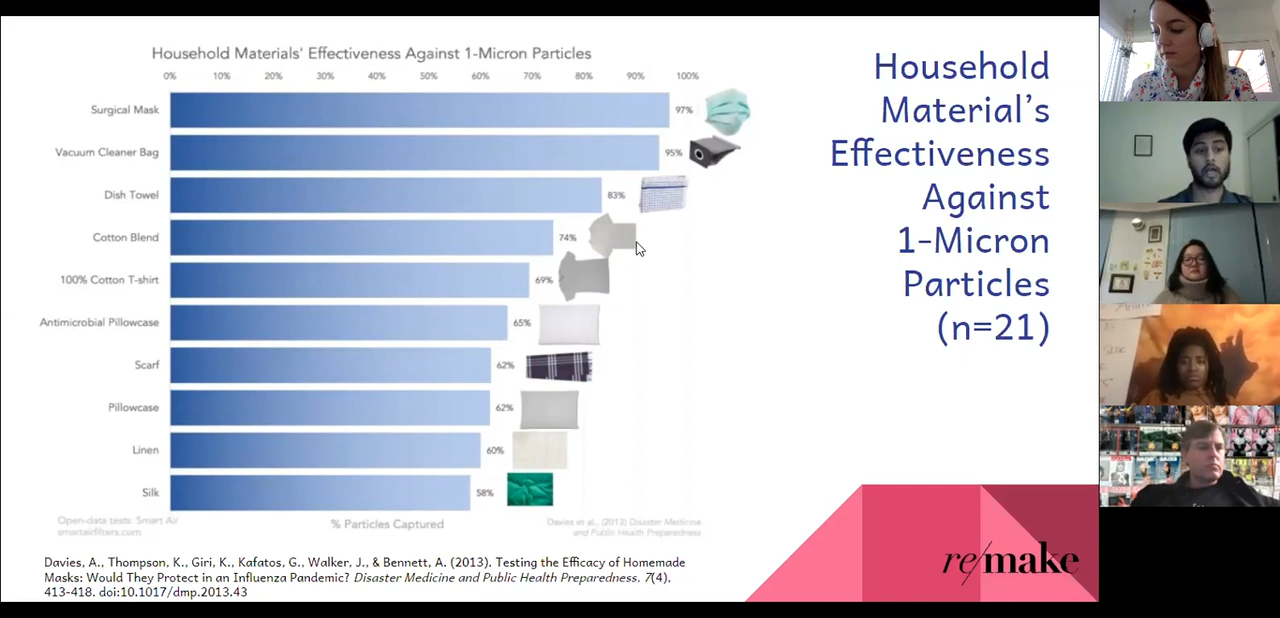 Household Materials' Effectiveness Against 1-Micron Particles
0% 10% 20% 30% 40% 50% 60% 70% 80% 90% 100%
Surgical Mask 97%
Vacuum Cleaner Bag 95%
Dish Towel 83%
Cotton Blend 74%
100% Cotton T-shirt 69%
Antimicrobial Pillowcase 65%
Scarf 62%
Pillowcase 62%
Linen 60%
Silk 58%
Open-data tests: Smart Air
smartairfilters.com
% Particles Captured
Davies et al., (2013) Disaster Medicine
and Public Health Preparedness
Household
Material's
Effectiveness
Against
1-Micron
Particles
(n=21)
Davies, A., Thompson, K., Giri, K., Kafatos, G., Walker, J., & Bennett, A. (2013). Testing the Efficacy of Homemade
Masks: Would They Protect in an Influenza Pandemic? Disaster Medicine and Public Health Preparedness, 7(4),
413-418. doi:10.1017/dmp.2013.43
re/make